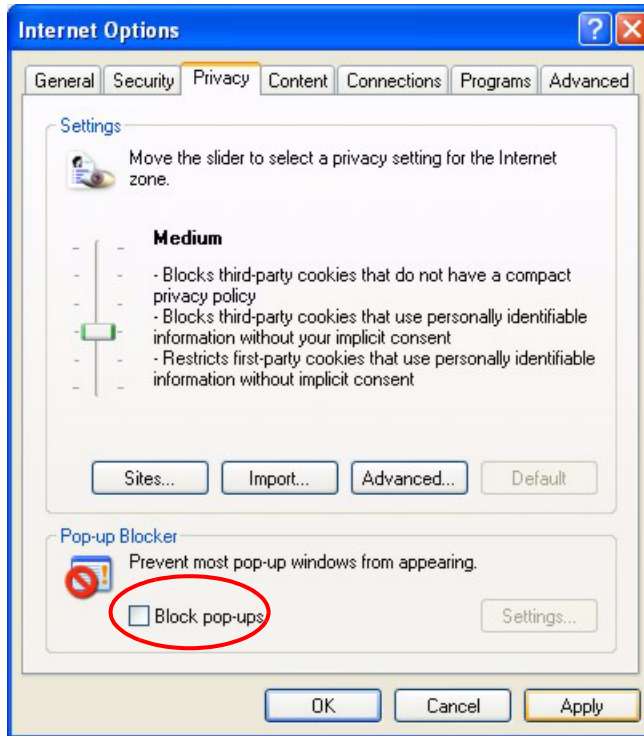 Internet Options
General Security Privacy Content Connections Programs Advanced
Settings
Move the slider to select a privacy setting for the Internet
zone.
Medium
- Blocks third-party cookies that do not have a compact
privacy policy
- Blocks third-party cookies that use personally identifiable
information without your implicit consent
- Restricts first-party cookies that use personally identifiable
information without implicit consent
Sites... Import... Advanced... Default
Pop-up Blocker
Prevent most pop-up windows from appearing.
Block pop-ups Settings...
OK Cancel Apply